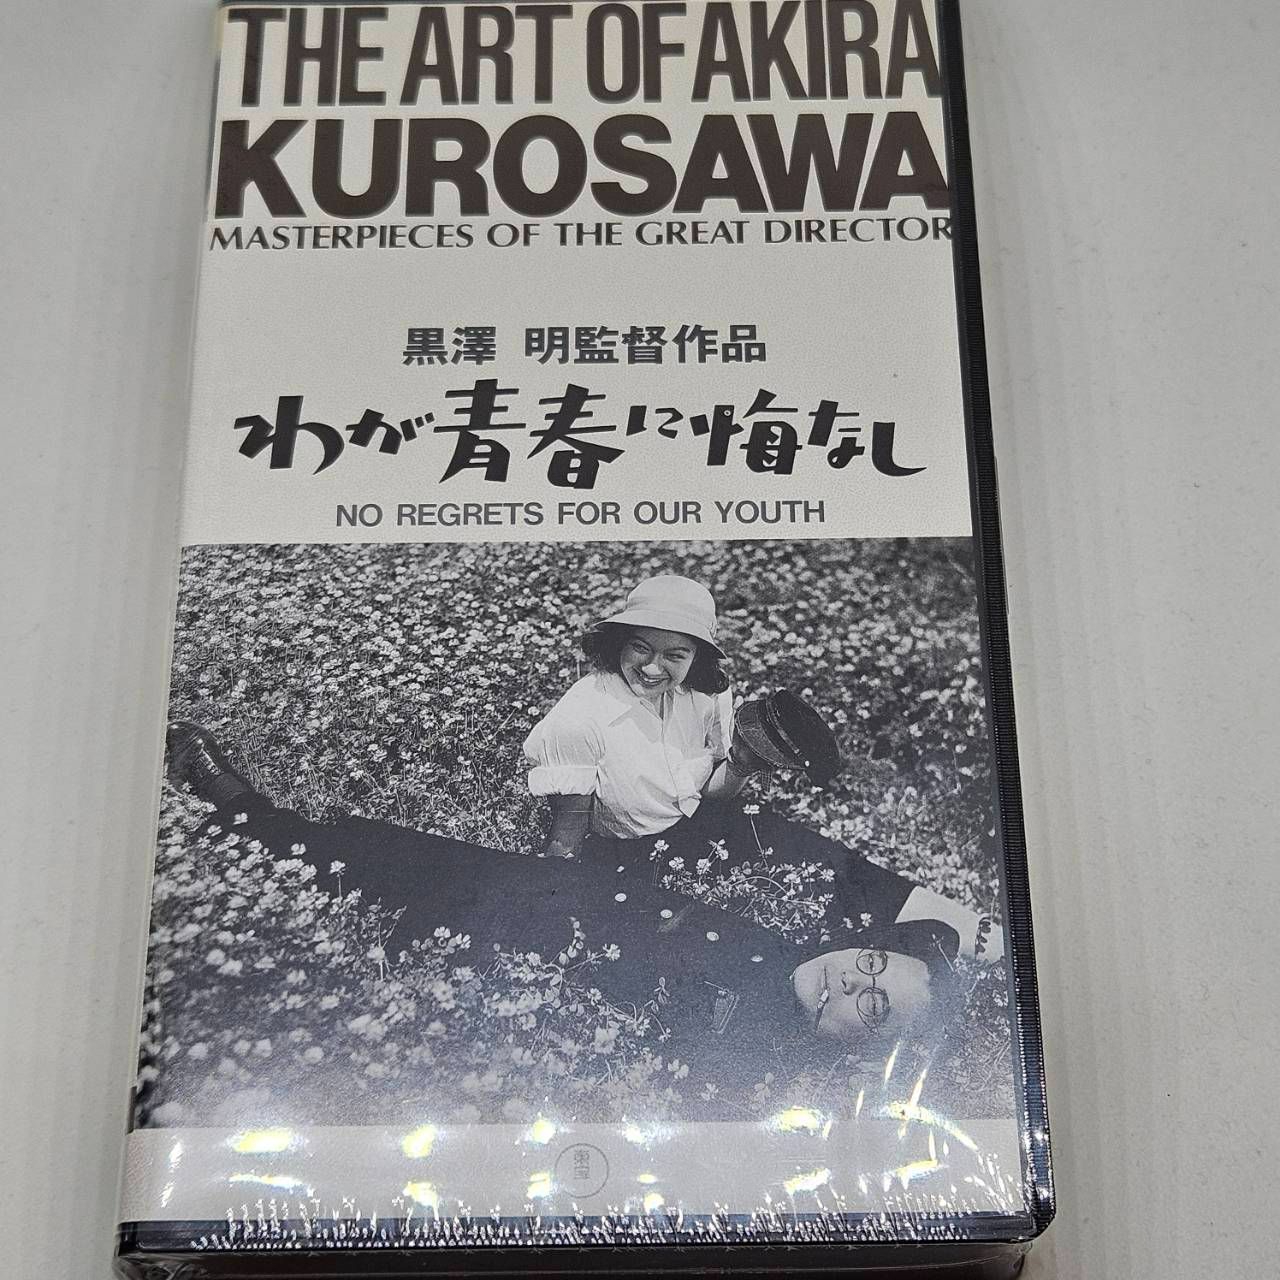 THE ART OF AKIRA
KUROSAWA
MASTERPIECES OF THE GREAT DIRECTOR
黒澤 明監督作品
わが青春に悔なし
NO REGRETS FOR OUR YOUTH